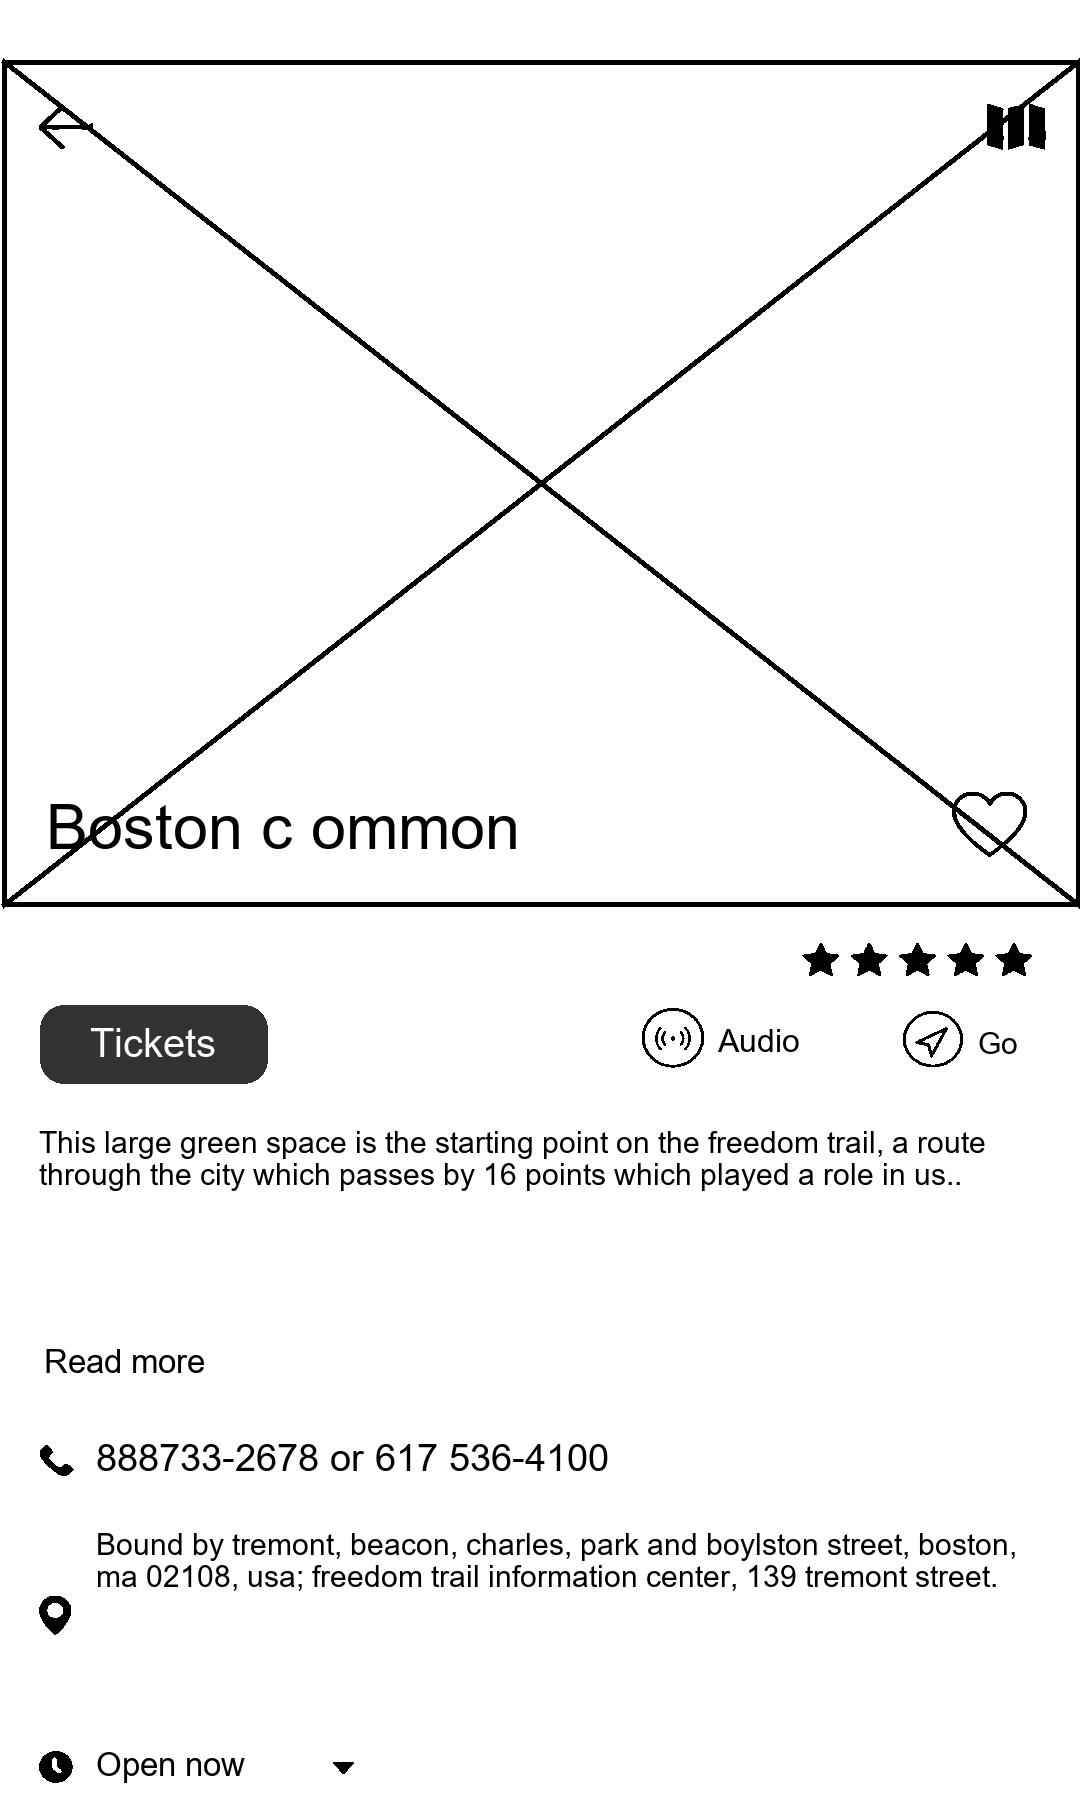 Boston c ommon
Tickets
Audio
Go
This large green space is the starting point on the freedom trail, a route
through the city which passes by 16 points which played a role in us..
Read more
888733-2678 or 617 536-4100
Bound by tremont, beacon, charles, park and boylston street, boston,
ma 02108, usa; freedom trail information center, 139 tremont street.
Open now